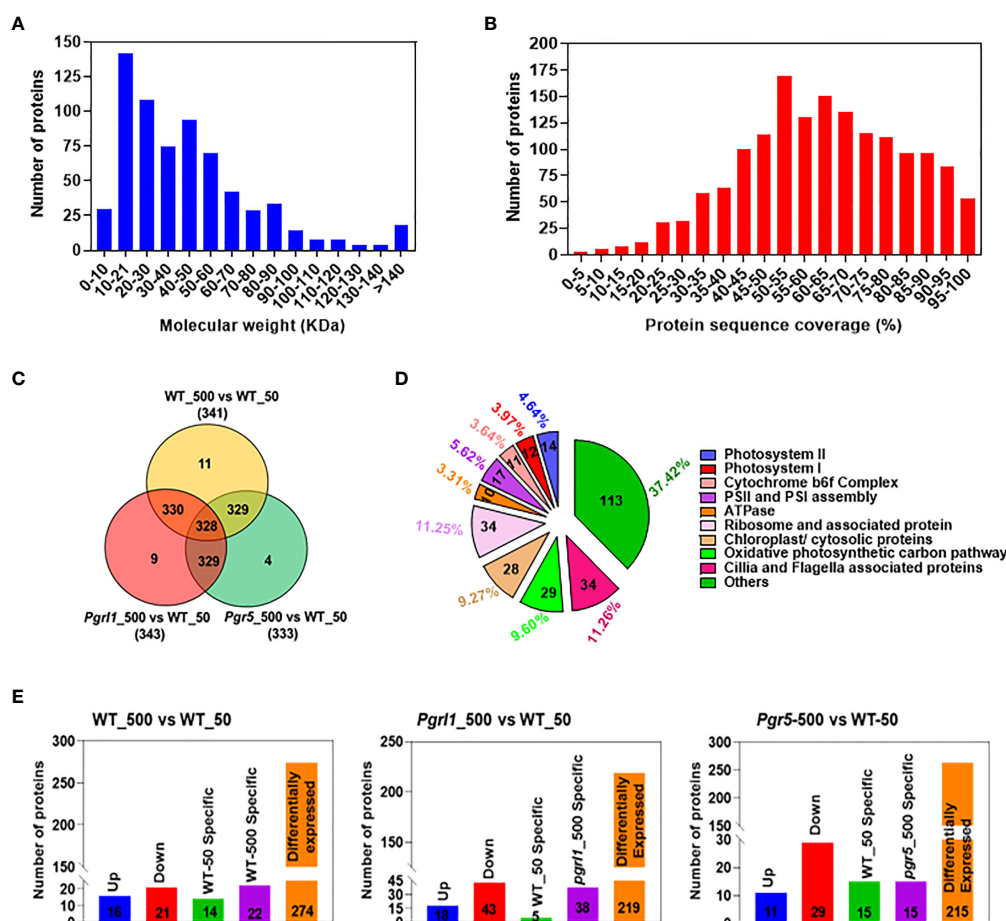 A
Number of proteins
150
125
100
75
50
25
0
0-10
10-21
20-30
30-40
40-50
50-60
60-70
70-80
80-90
90-100
100-110
110-120
120-130
130-140
>140
Molecular weight (KDa)
B
Number of proteins
200
175
150
125
100
75
50
25
0
0-5
5-10
10-15
15-20
20-25
25-30
30-35
35-40
40-45
45-50
50-55
55-60
60-65
65-70
70-75
75-80
80-85
85-90
90-95
95-100
Protein sequence coverage (%)
C
WT_500 vs WT_50
(341)
11
330
329
328
9
329
4
Pgrl1_500 vs WT_50
(343)
Pgr5_500 vs WT_50
(333)
D
4.64%
3.97%
3.64%
5.62%
3.31%
11.25%
9.27%
9.60%
11.26%
37.42%
14
12
11
17
10
34
28
29
34
113
Photosystem II
Photosystem I
Cytochrome b6f Complex
PSII and PSI assembly
ATPase
Ribosome and associated protein
Chloroplast/ cytosolic proteins
Oxidative photosynthetic carbon pathway
Cillia and Flagella associated proteins
Others
E
WT_500 vs WT_50
Number of proteins
300
250
200
150
20
10
0
Up
Down
WT-50 Specific
WT-500 Specific
Differentially
expressed
16
21
14
22
274
Pgrl1_500 vs WT_50
Number of proteins
250
200
150
45
30
15
0
Up
Down
WT_50 Specific
pgrl1_500 Specific
Differentially
Expressed
18
43
5
38
219
Pgr5-500 vs WT-50
Number of proteins
300
250
200
150
30
20
10
Up
Down
WT_50 Specific
pgr5_500 Specific
Differentially
Expressed
11
29
15
15
215